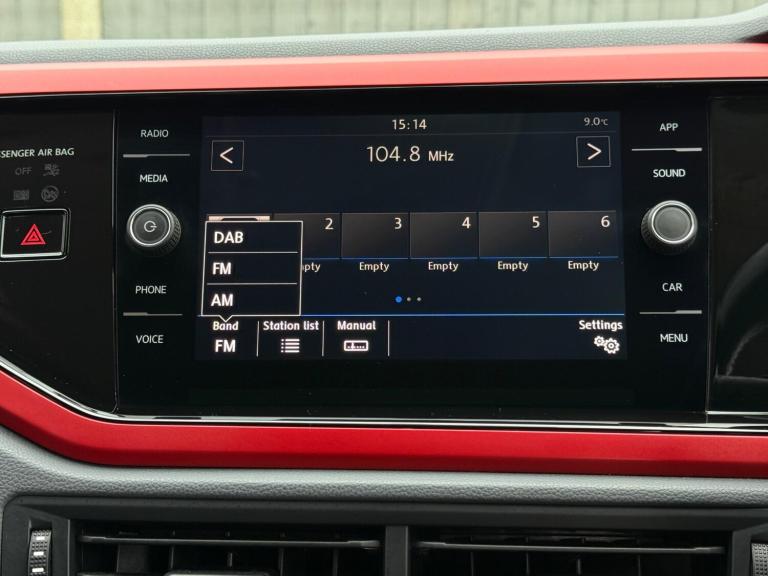 15:14
9.0°C
RADIO
MEDIA
PHONE
VOICE
SENGER AIR BAG
OFF
<
104.8 MHz
>
2
3
4
5
6
pty
Empty
Empty
Empty
Empty
DAB
FM
AM
Band
FM
Station list
Manual
Settings
APP
SOUND
CAR
MENU